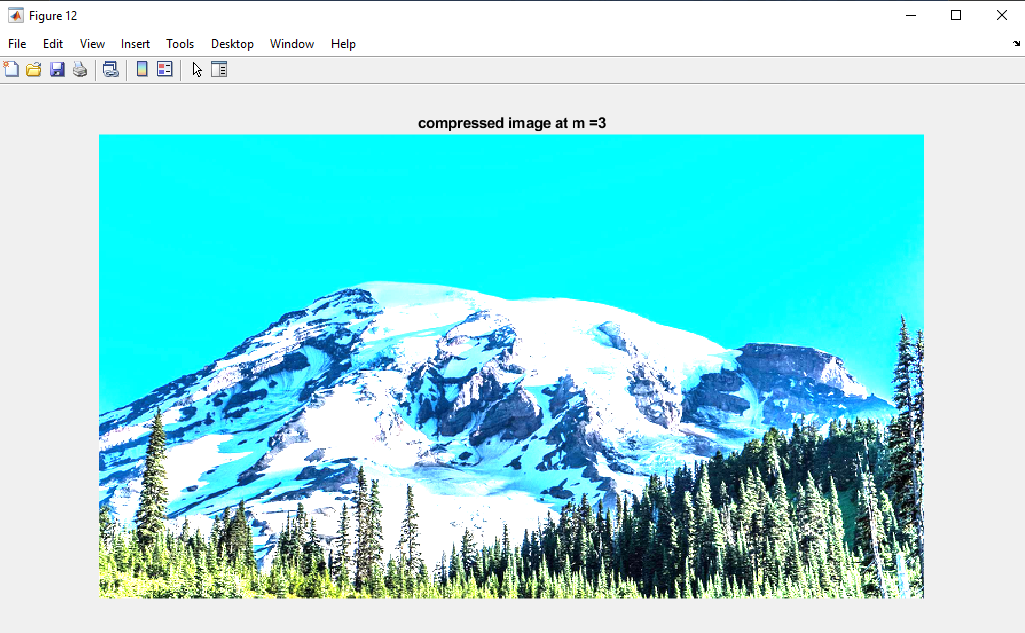 Figure 12
File Edit View Insert Tools Desktop Window Help
compressed image at m =3